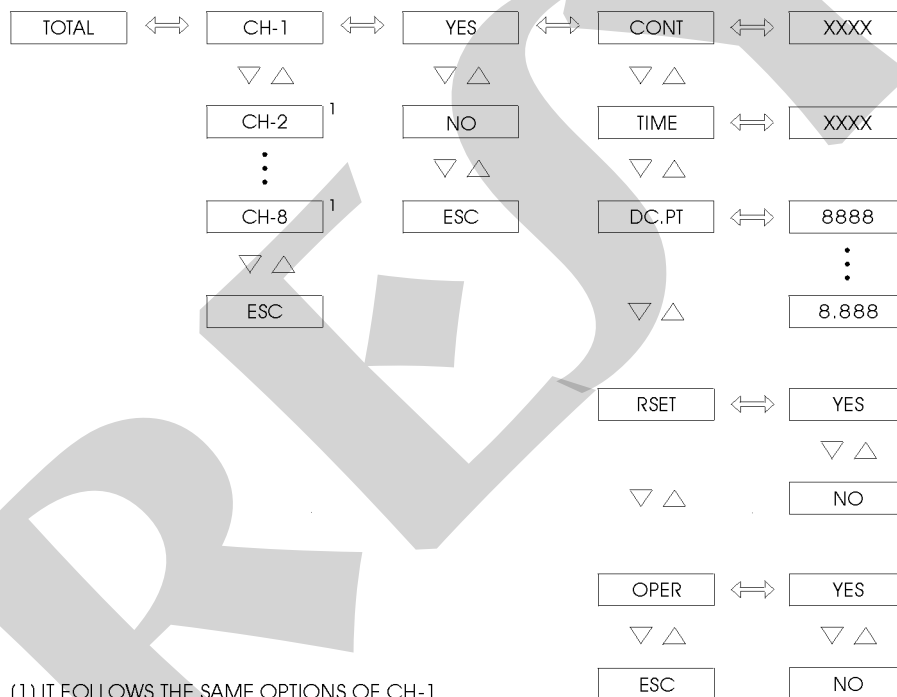 TOTAL CH-1 YES CONT XXXX
CH-2 1 NO TIME XXXX
CH-8 1 ESC DC.PT 8888
ESC 8.888
RSET YES
NO
OPER YES
ESC NO
(1) IT FOLLOWS THE SAME OPTIONS OF CH-1